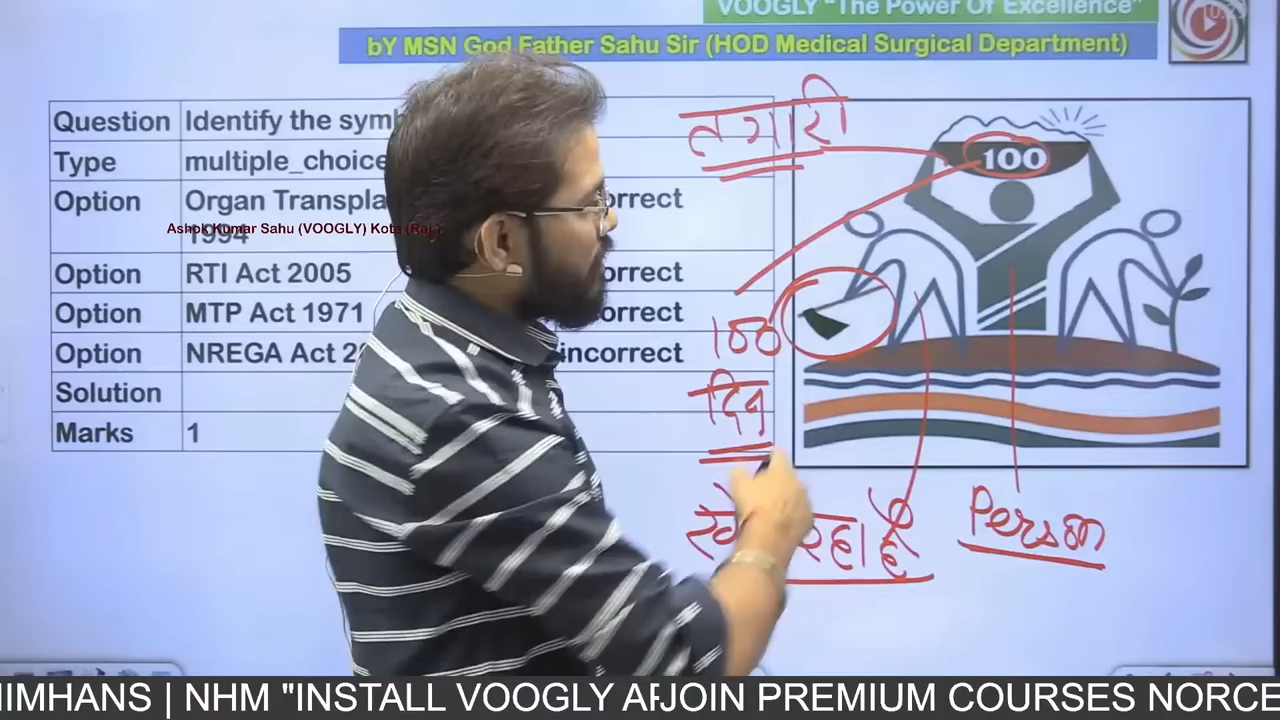 VOOGLY "The Power Of Excellence"
bY MSN God Father Sahu Sir (HOD Medical Surgical Department)
Question Identify the symb
Type multiple_choice
Option Organ Transpla orrect
1994
Ashok Kumar Sahu (VOOGLY) Kota (Raj.)
Option RTI Act 2005 orrect
Option MTP Act 1971 orrect
Option NREGA Act 2 incorrect
Solution
Marks 1
तगारी
100
100
दिन
रहा है
Person
NIMHANS | NHM "INSTALL VOOGLY AP
JOIN PREMIUM COURSES NORCE